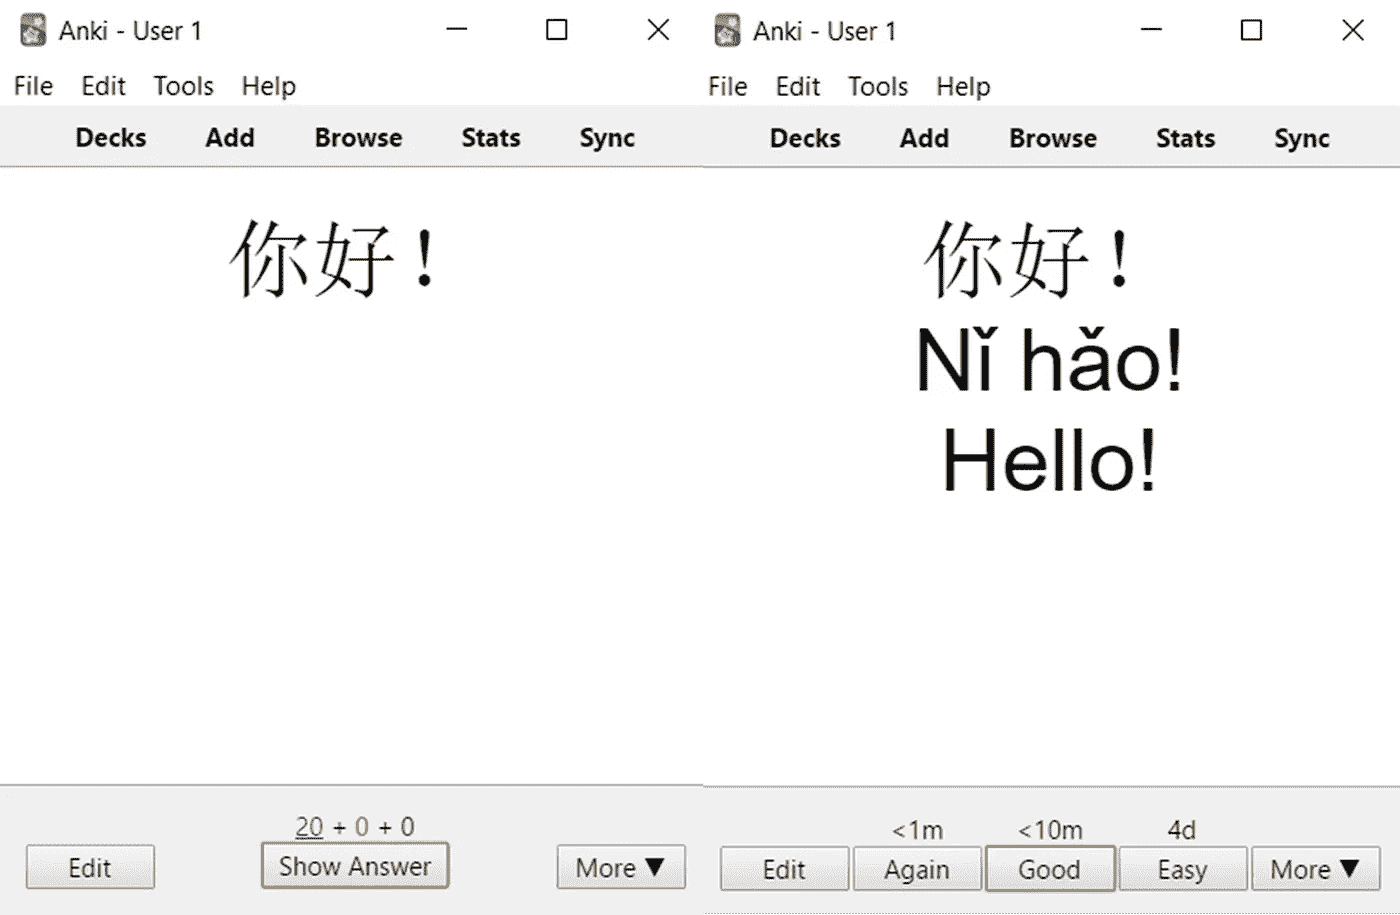 Anki - User 1
File Edit Tools Help
Decks Add Browse Stats Sync
你好！
20 + 0 + 0
Edit Show Answer More ▼
Anki - User 1
File Edit Tools Help
Decks Add Browse Stats Sync
你好！
Nǐ hǎo!
Hello!
<1m <10m 4d
Edit Again Good Easy More ▼